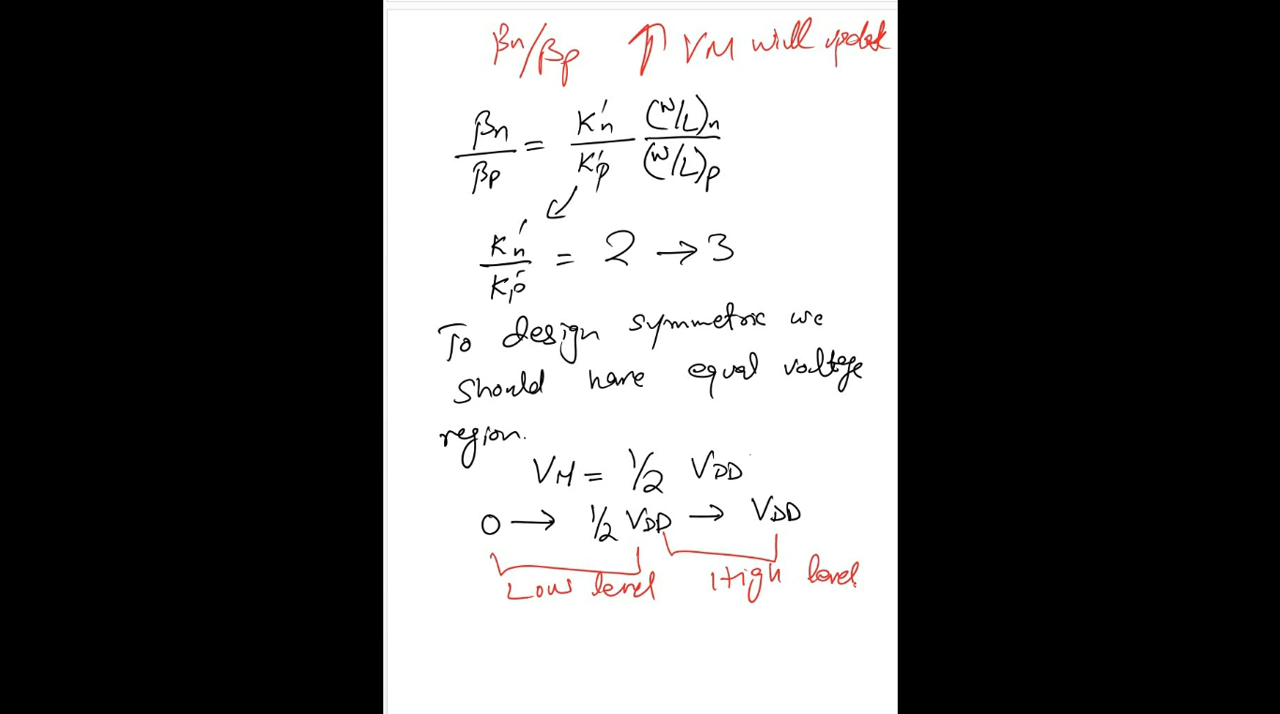 βn/βp ↑ VM will update
βn/βp = K'n/K'p (W/L)n/(W/L)p
K'n/K'p = 2 → 3
To design symmetric we
should have equal voltage
region.
VM = 1/2 VDD
0 → 1/2 VDD → VDD
Low level High level